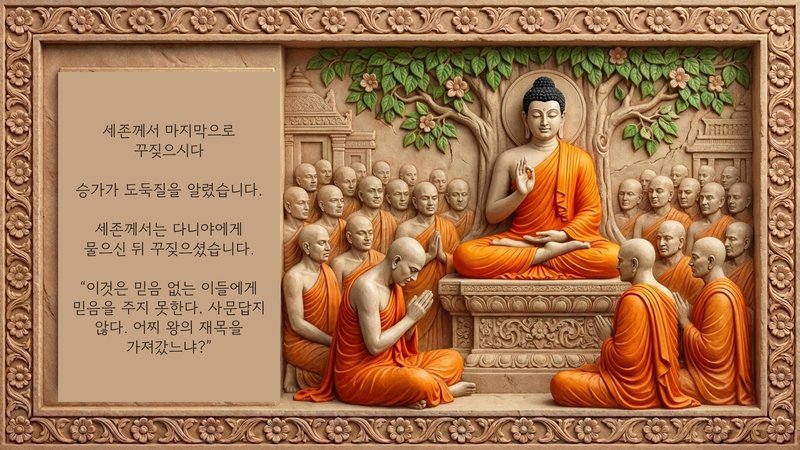 세존께서 마지막으로
꾸짖으시다
승가가 도둑질을 알렸습니다.
세존께서는 다니야에게
물으신 뒤 꾸짖으셨습니다.
“이것은 믿음 없는 이들에게
믿음을 주지 못한다. 사문답지
않다. 어찌 왕의 재목을
가져갔느냐?”